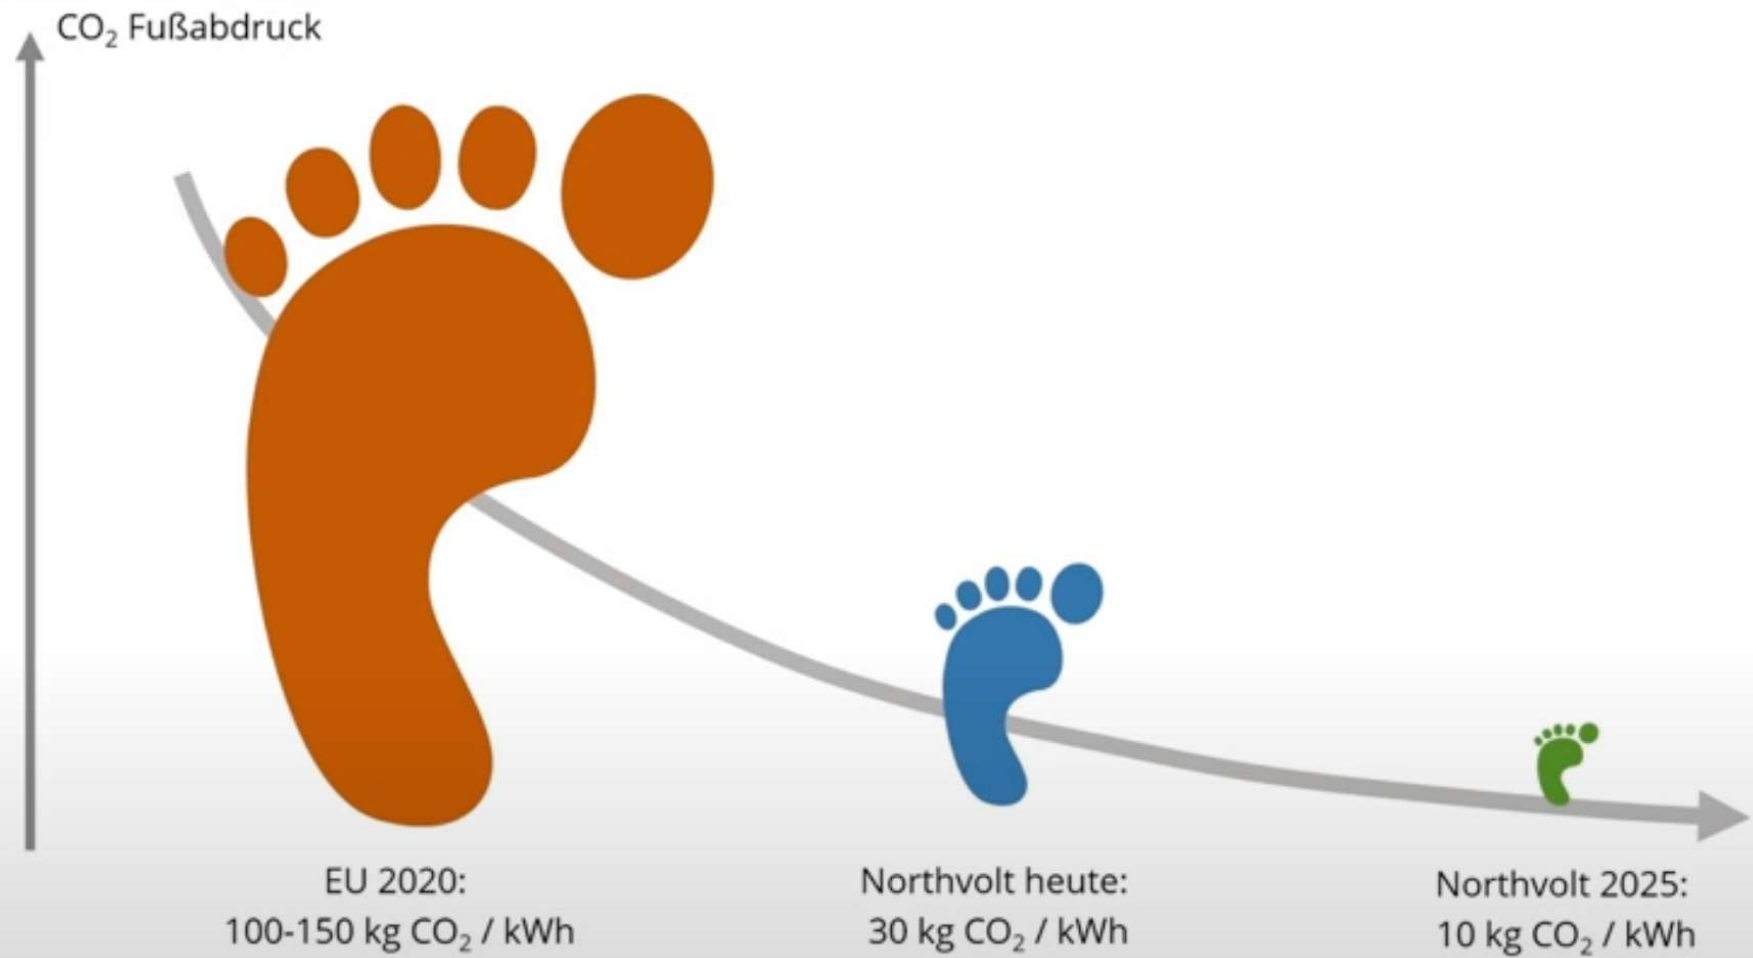 CO₂ Fußabdruck
EU 2020:
100-150 kg CO₂ / kWh
Northvolt heute:
30 kg CO₂ / kWh
Northvolt 2025:
10 kg CO₂ / kWh